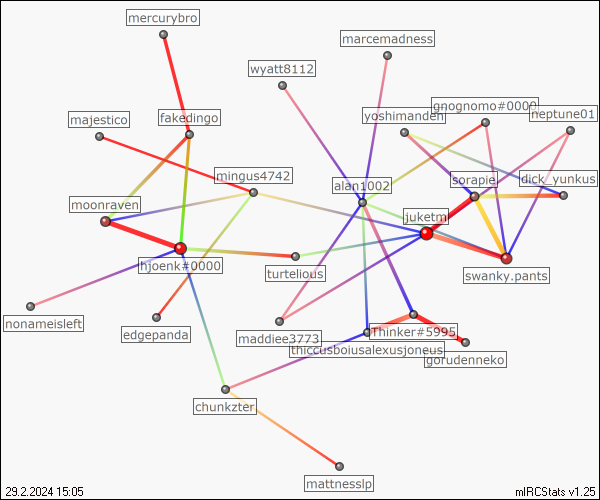 mercurybro
marcemadness
wyatt8112
gnognomo#0000
majestico
fakedingo
yoshimanden
neptune01
mingus4742
alan1002
sorapie
dick_yunkus
moonraven
juketm
hjoenk#0000
turtelious
swanky.pants
nonameisleft
edgepanda
maddiee3773
Thinker#5995
thiccusboiusalexusjoneus
gorudenneko
chunkzter
mattnesslp
29.2.2024 15:05
mIRCStats v1.25